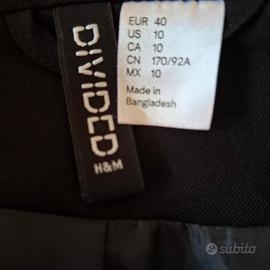 DIVIDED
H&M
EUR 40
US 10
CA 10
CN 170/92A
MX 10
Made in
Bangladesh
subito